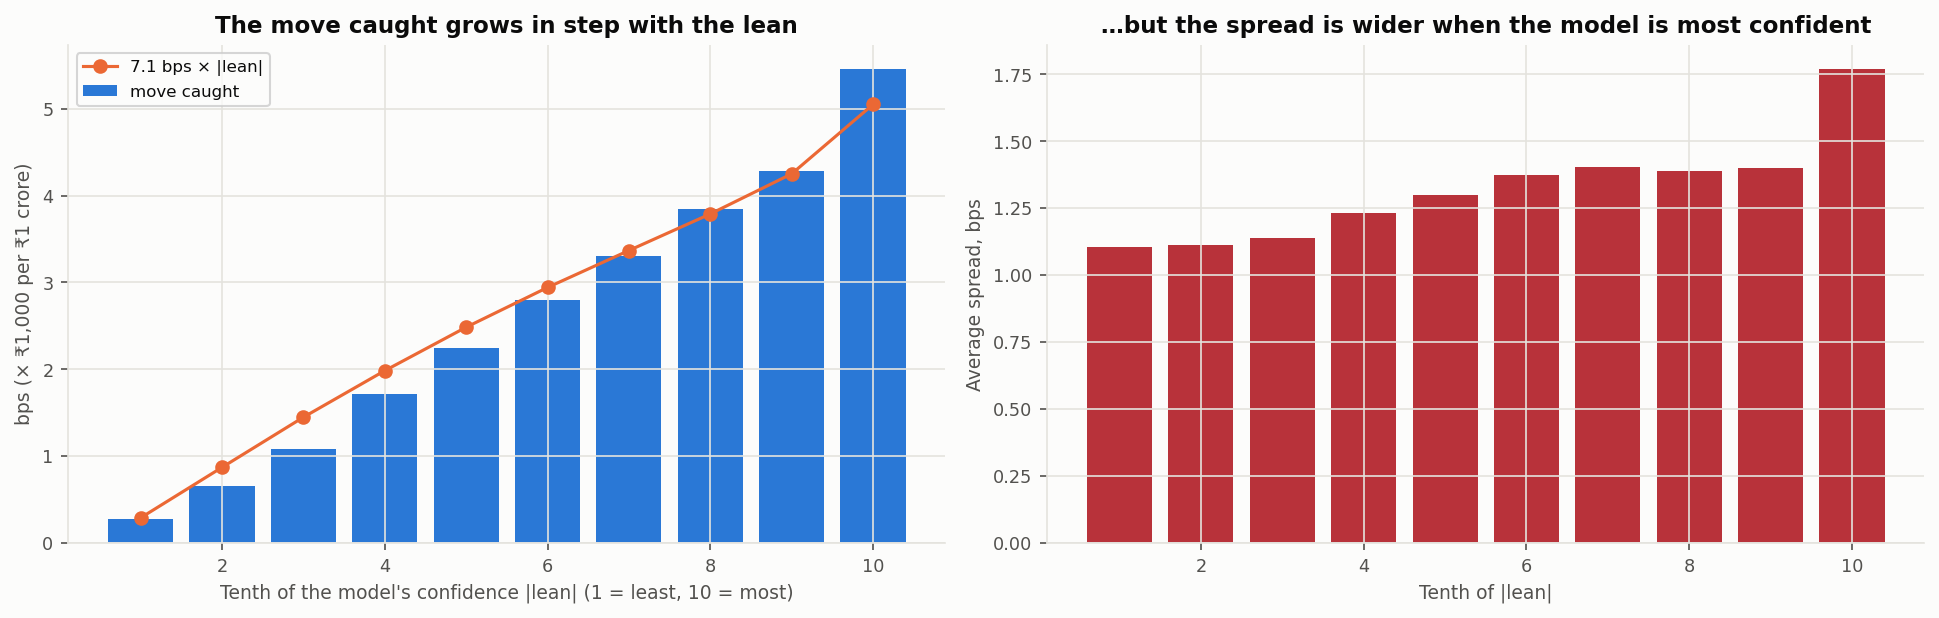 The move caught grows in step with the lean
7.1 bps × |lean|
move caught
bps (× ₹1,000 per ₹1 crore)
5
4
3
2
1
0
2 4 6 8 10
Tenth of the model's confidence |lean| (1 = least, 10 = most)
…but the spread is wider when the model is most confident
Average spread, bps
1.75
1.50
1.25
1.00
0.75
0.50
0.25
0.00
2 4 6 8 10
Tenth of |lean|